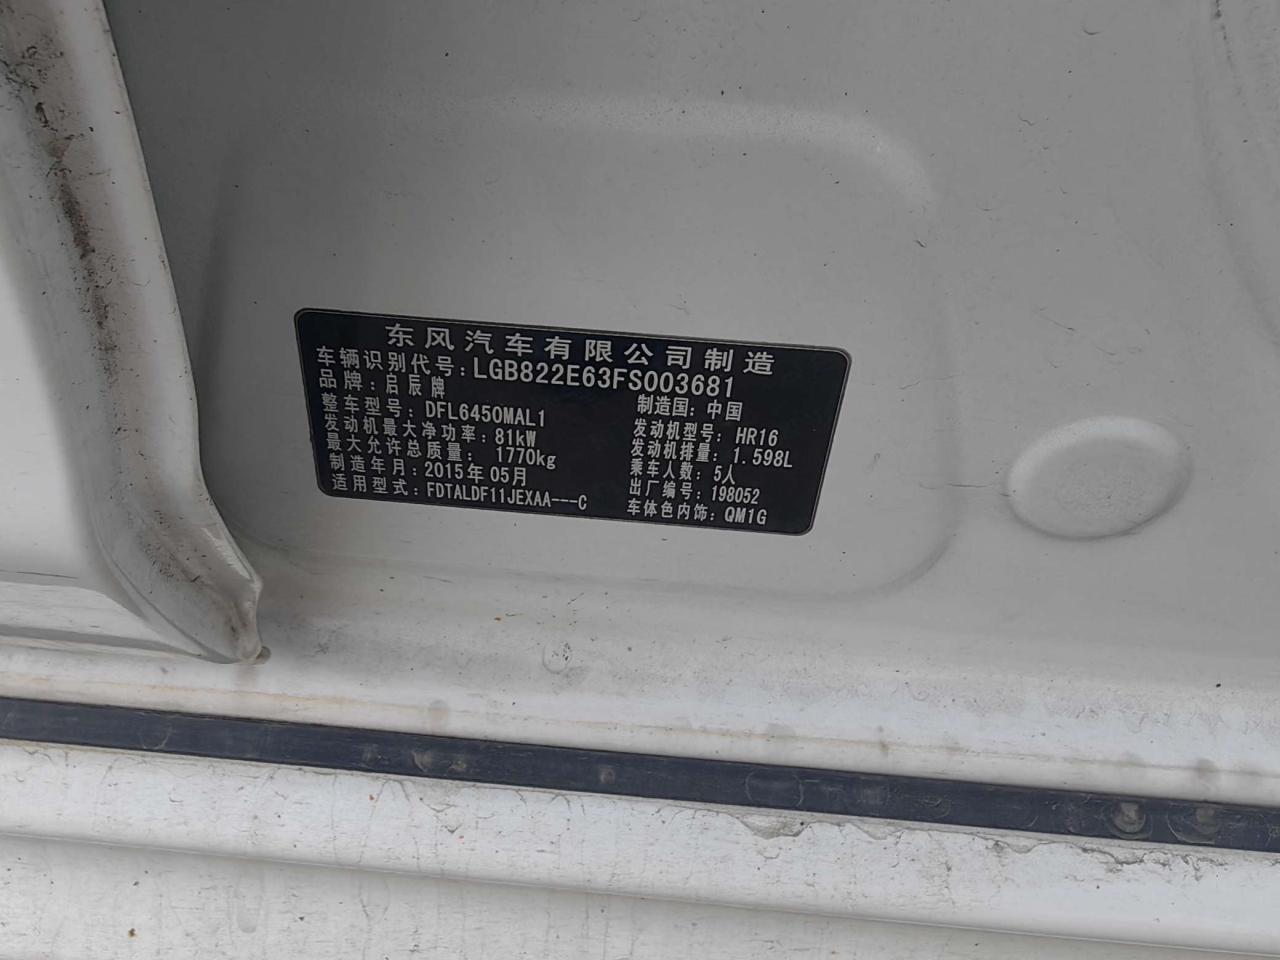 东风汽车有限公司制造
车辆识别代号:LGB822E63FS003681
品牌:启辰牌 制造国:中国
整车型号:DFL6450MAL1 发动机型号:HR16
发动机最大净功率:81kW 发动机排量:1.598L
最大允许总质量:1770kg 乘车人数:5人
制造年月:2015年05月 出厂编号:198052
适用型式:FDTALDF11JEXAA---C 车体色内饰:QM1G